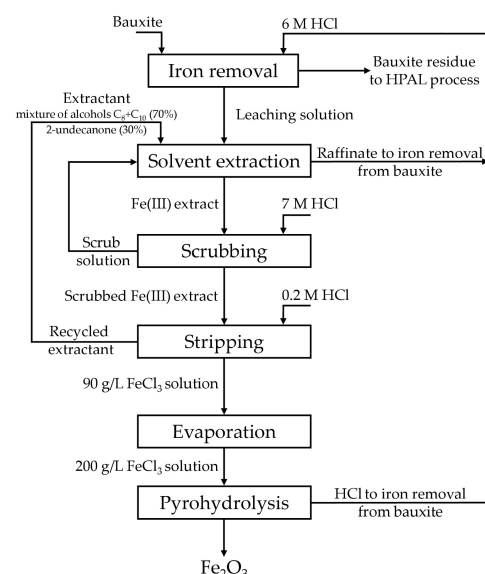 Bauxite
6 M HCl
Iron removal
Bauxite residue
to HPAL process
Extractant
mixture of alcohols C₈+C₁₀ (70%)
2-undecanone (30%)
Leaching solution
Solvent extraction
Raffinate to iron removal
from bauxite
Fe(III) extract
7 M HCl
Scrub
solution
Scrubbing
Scrubbed Fe(III) extract
0.2 M HCl
Recycled
extractant
Stripping
90 g/L FeCl₃ solution
Evaporation
200 g/L FeCl₃ solution
Pyrohydrolysis
HCl to iron removal
from bauxite
Fe₂O₃